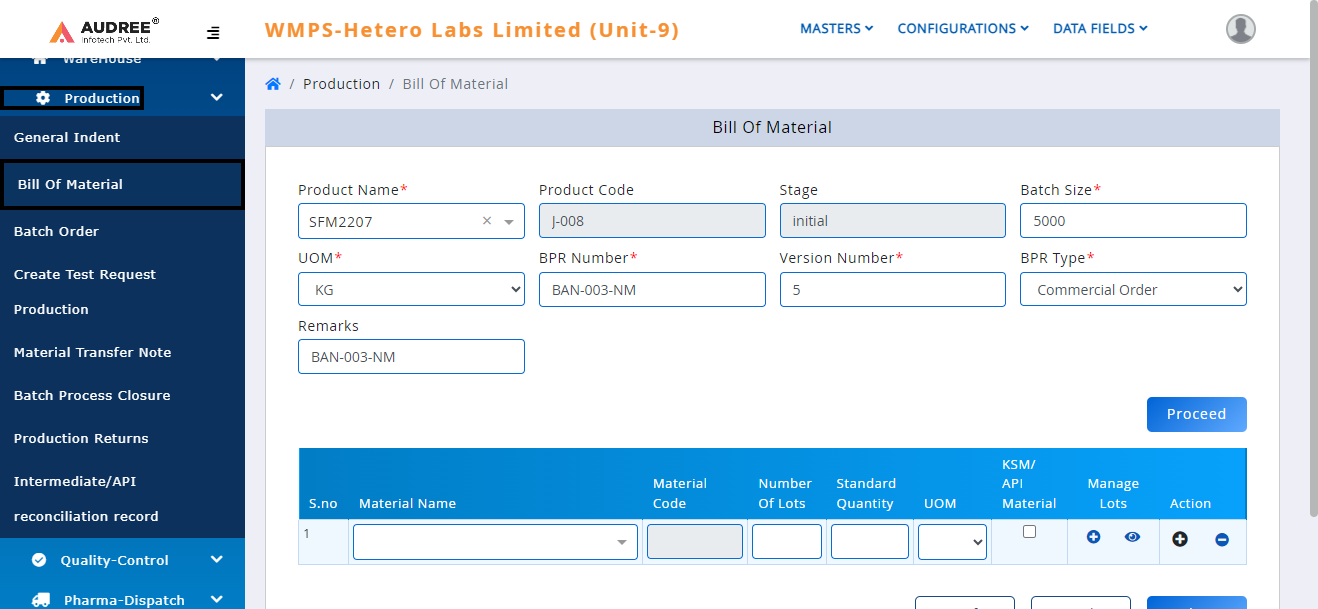 AUDREE®
Infotech Pvt. Ltd.
WMPS-Hetero Labs Limited (Unit-9)
MASTERS
CONFIGURATIONS
DATA FIELDS
Warehouse
Production
General Indent
Bill Of Material
Batch Order
Create Test Request
Production
Material Transfer Note
Batch Process Closure
Production Returns
Intermediate/API
reconciliation record
Quality-Control
Pharma-Dispatch
/ Production / Bill Of Material
Bill Of Material
Product Name*
Product Code
Stage
Batch Size*
SFM2207 ×
J-008
initial
5000
UOM*
BPR Number*
Version Number*
BPR Type*
KG
BAN-003-NM
5
Commercial Order
Remarks
BAN-003-NM
Proceed
S.no
Material Name
Material
Code
Number
Of Lots
Standard
Quantity
UOM
KSM/
API
Material
Manage
Lots
Action
1